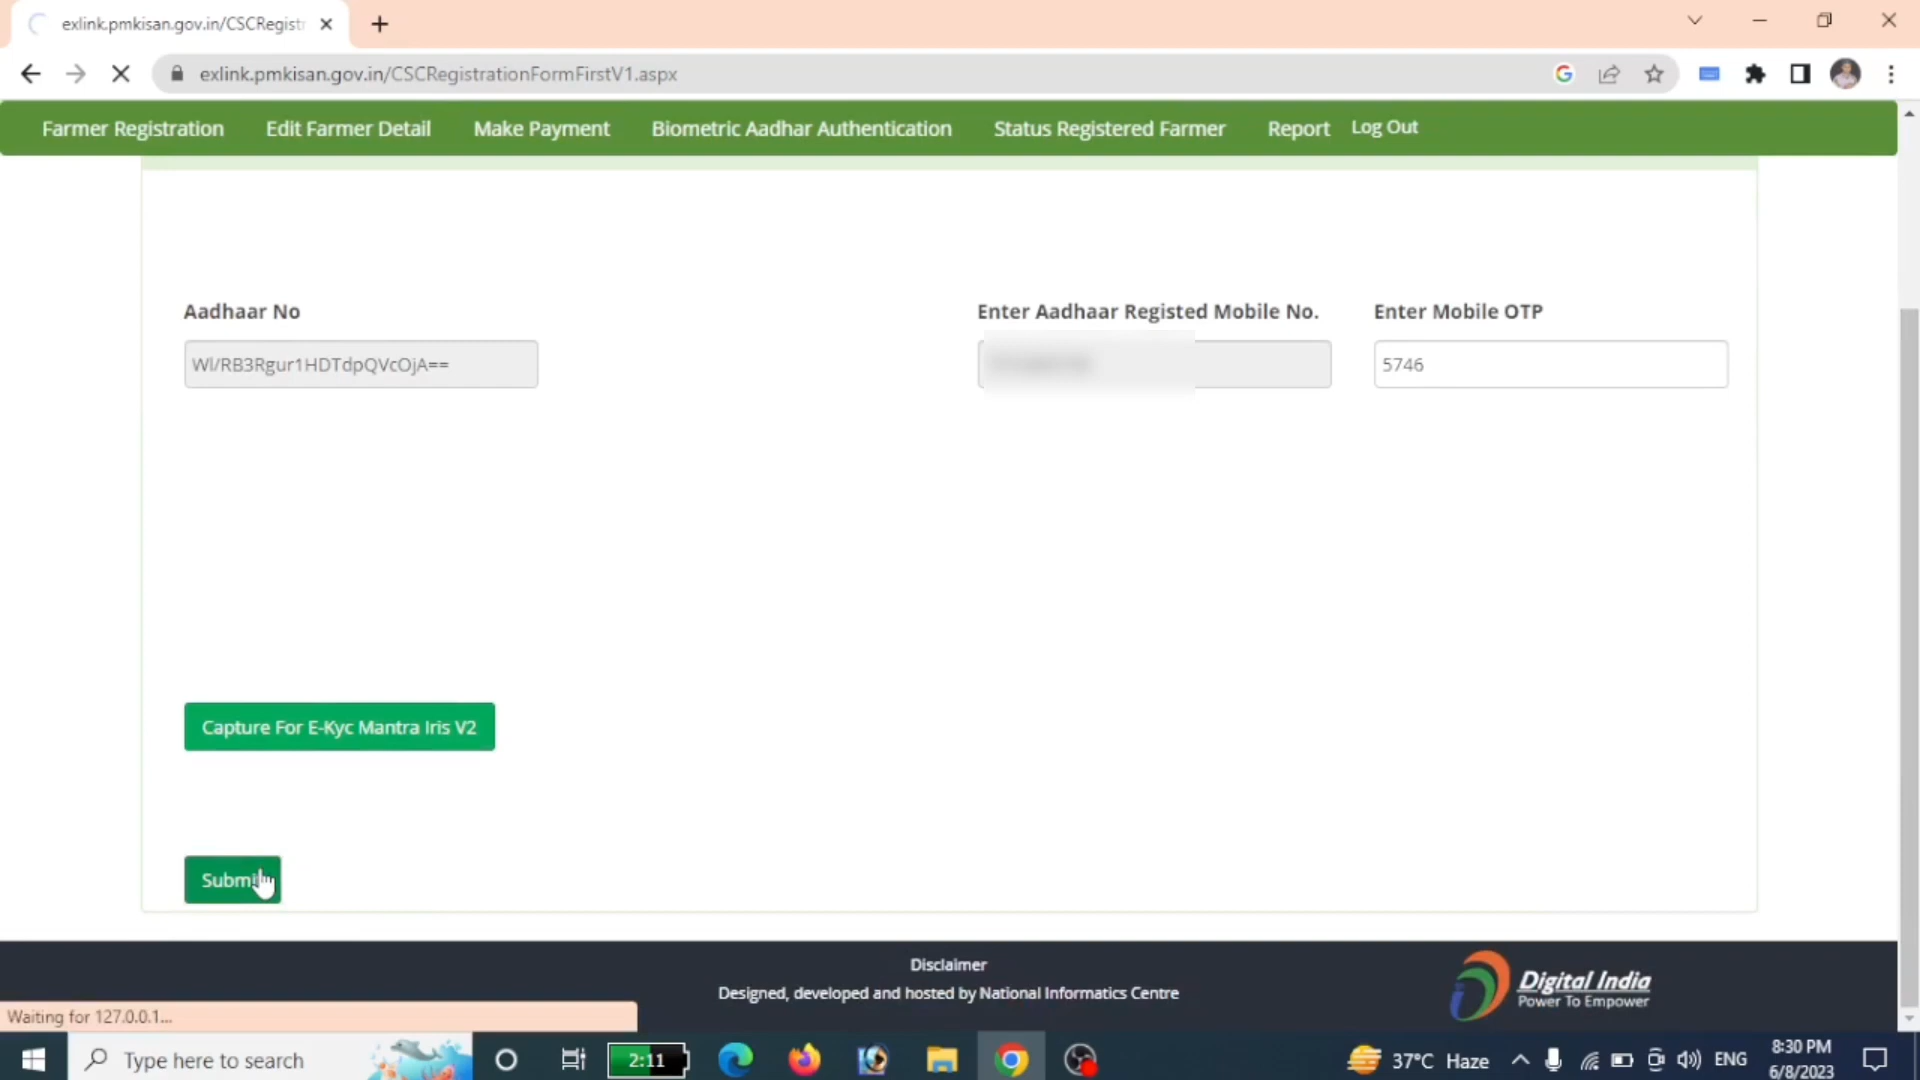 exlink.pmkisan.gov.in/CSCRegistr
exlink.pmkisan.gov.in/CSCRegistrationFormFirstV1.aspx
Farmer Registration Edit Farmer Detail Make Payment Biometric Aadhar Authentication Status Registered Farmer Report Log Out
Aadhaar No Enter Aadhaar Registed Mobile No. Enter Mobile OTP
Wl/RB3Rgur1HDTdpQVcOjA== 5746
Capture For E-Kyc Mantra Iris V2
Submit
Disclaimer
Designed, developed and hosted by National Informatics Centre
Digital India
Power To Empower
Waiting for 127.0.0.1...
Type here to search 2:11 37°C Haze ENG 8:30 PM
6/8/2023